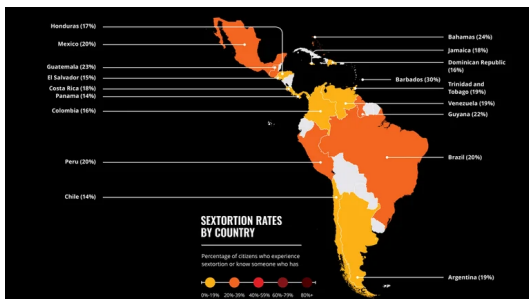 Honduras (17%)
Mexico (20%)
Guatemala (23%)
El Salvador (15%)
Costa Rica (18%)
Panama (14%)
Colombia (16%)
Peru (20%)
Chile (14%)
Bahamas (24%)
Jamaica (18%)
Dominican Republic
(16%)
Barbados (30%)
Trinidad and
Tobago (19%)
Venezuela (19%)
Guyana (22%)
Brazil (20%)
Argentina (19%)
SEXTORTION RATES
BY COUNTRY
Percentage of citizens who experience
sextortion or know someone who has
0%-19% 20%-39% 40%-59% 60%-79% 80%+